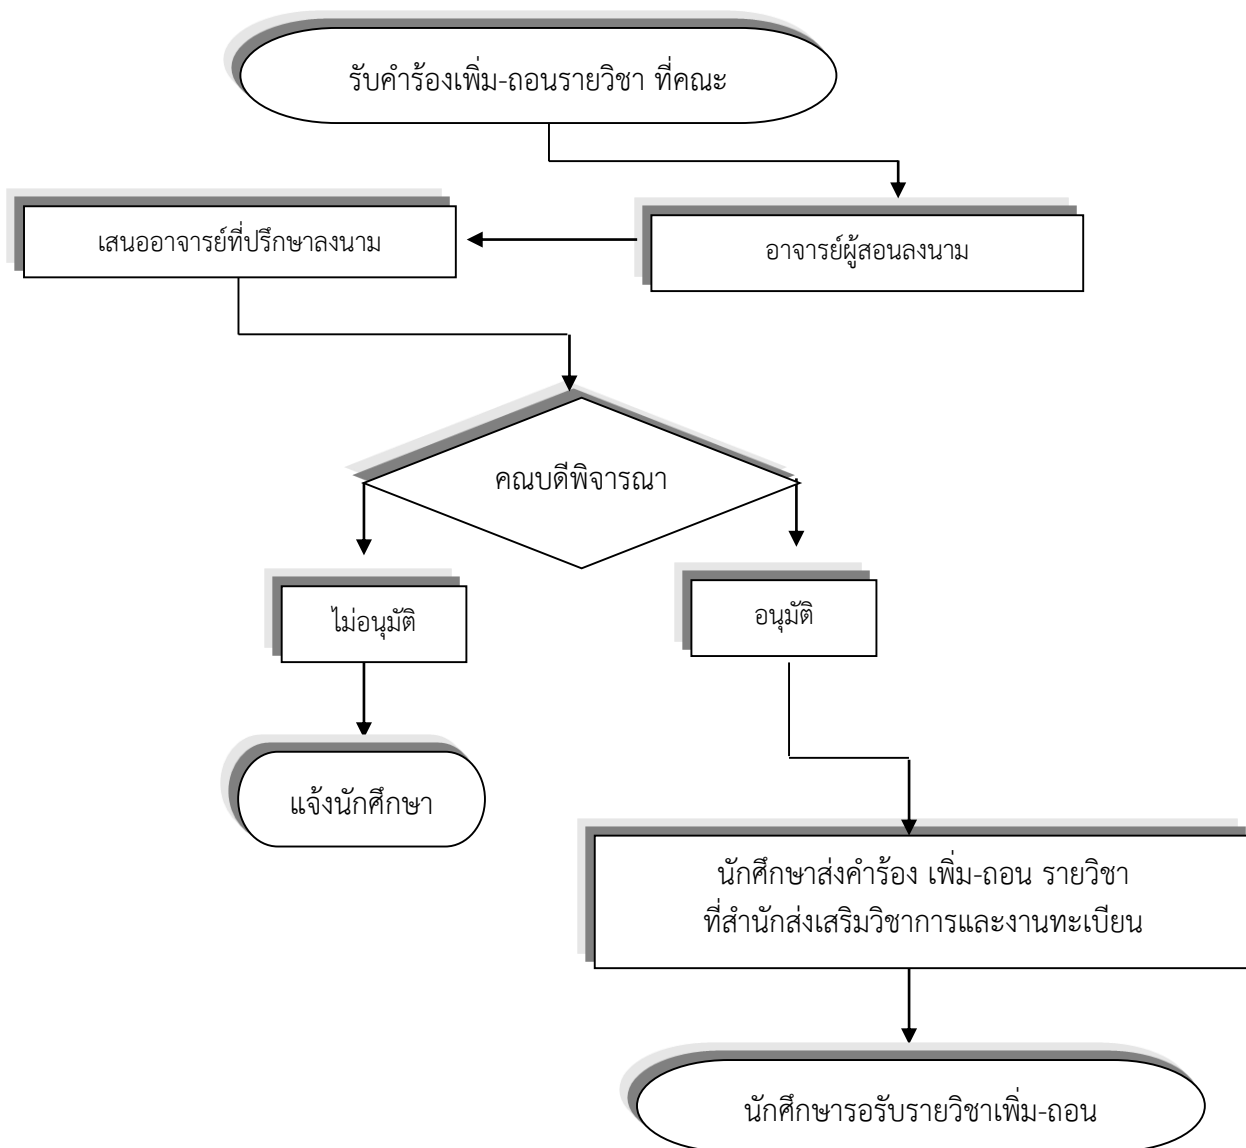 รับคำร้องเพิ่ม-ถอนรายวิชา ที่คณะ
อาจารย์ผู้สอนลงนาม
เสนออาจารย์ที่ปรึกษาลงนาม
คณบดีพิจารณา
ไม่อนุมัติ
อนุมัติ
แจ้งนักศึกษา
นักศึกษาส่งคำร้อง เพิ่ม-ถอน รายวิชา
ที่สำนักส่งเสริมวิชาการและงานทะเบียน
นักศึกษารอรับรายวิชาเพิ่ม-ถอน